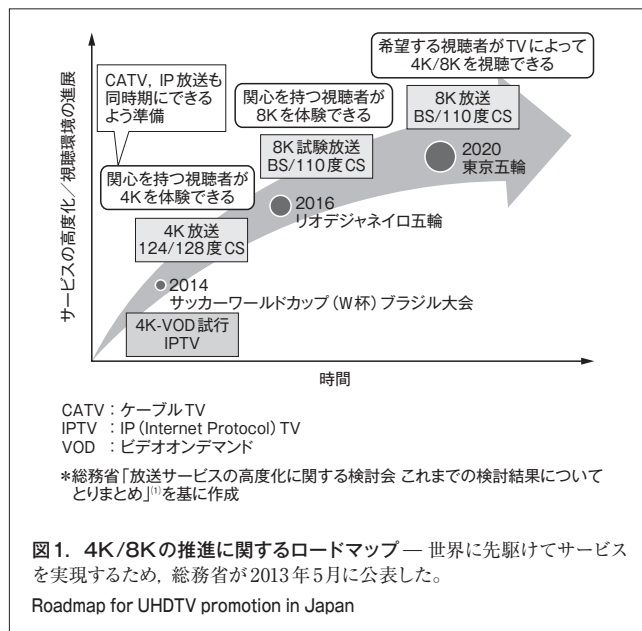 サービスの高度化／視聴環境の進展
CATV，IP放送も
同時期にできる
よう準備
関心を持つ視聴者が
4Kを体験できる
4K放送
124/128度CS
2014
サッカーワールドカップ（W杯）ブラジル大会
4K-VOD試行
IPTV
関心を持つ視聴者が
8Kを体験できる
8K試験放送
BS/110度CS
2016
リオデジャネイロ五輪
希望する視聴者がTVによって
4K/8Kを視聴できる
8K放送
BS/110度CS
2020
東京五輪
時間
CATV：ケーブルTV
IPTV：IP（Internet Protocol）TV
VOD：ビデオオンデマンド
＊総務省「放送サービスの高度化に関する検討会 これまでの検討結果について
とりまとめ」(1)を基に作成
図1．4K/8Kの推進に関するロードマップ — 世界に先駆けてサービス
を実現するため，総務省が2013年5月に公表した。
Roadmap for UHDTV promotion in Japan